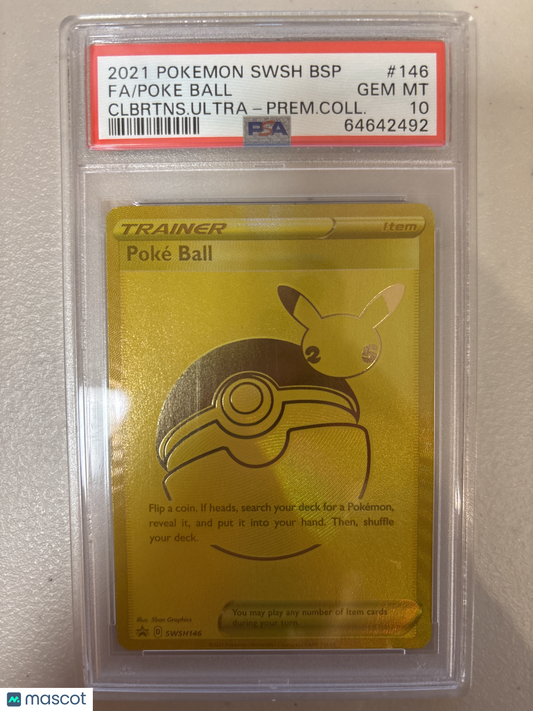 2021 POKEMON SWSH BSP #146
FA/POKE BALL GEM MT
CLBRTNS.ULTRA-PREM.COLL. 10
PSA 64642492
TRAINER Item
Poké Ball
25
Flip a coin. If heads, search your deck for a Pokémon,
reveal it, and put it into your hand. Then, shuffle
your deck.
You may play any number of Item cards
during your turn.
Illus. Sean Graphics
D SWSH146
mascot